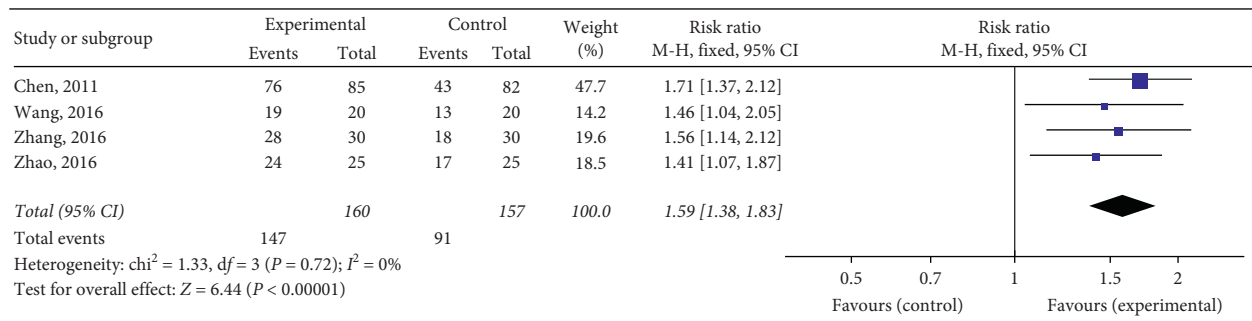 Study or subgroup Experimental Control Weight (%) Risk ratio M-H, fixed, 95% CI Risk ratio M-H, fixed, 95% CI
Events Total Events Total
Chen, 2011 76 85 43 82 47.7 1.71 [1.37, 2.12]
Wang, 2016 19 20 13 20 14.2 1.46 [1.04, 2.05]
Zhang, 2016 28 30 18 30 19.6 1.56 [1.14, 2.12]
Zhao, 2016 24 25 17 25 18.5 1.41 [1.07, 1.87]
Total (95% CI) 160 157 100.0 1.59 [1.38, 1.83]
Total events 147 91
Heterogeneity: chi² = 1.33, df = 3 (P = 0.72); I² = 0%
Test for overall effect: Z = 6.44 (P < 0.00001)
0.5 0.7 1 1.5 2
Favours (control) Favours (experimental)